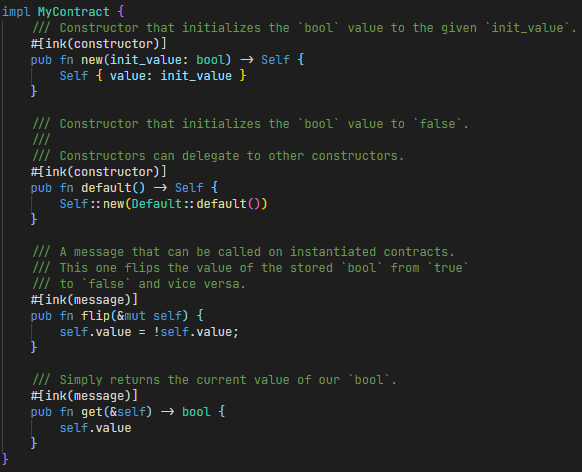 impl MyContract {
    /// Constructor that initializes the `bool` value to the given `init_value`.
    #[ink(constructor)]
    pub fn new(init_value: bool) -> Self {
        Self { value: init_value }
    }

    /// Constructor that initializes the `bool` value to `false`.
    ///
    /// Constructors can delegate to other constructors.
    #[ink(constructor)]
    pub fn default() -> Self {
        Self::new(Default::default())
    }

    /// A message that can be called on instantiated contracts.
    /// This one flips the value of the stored `bool` from `true`
    /// to `false` and vice versa.
    #[ink(message)]
    pub fn flip(&mut self) {
        self.value = !self.value;
    }

    /// Simply returns the current value of our `bool`.
    #[ink(message)]
    pub fn get(&self) -> bool {
        self.value
    }
}